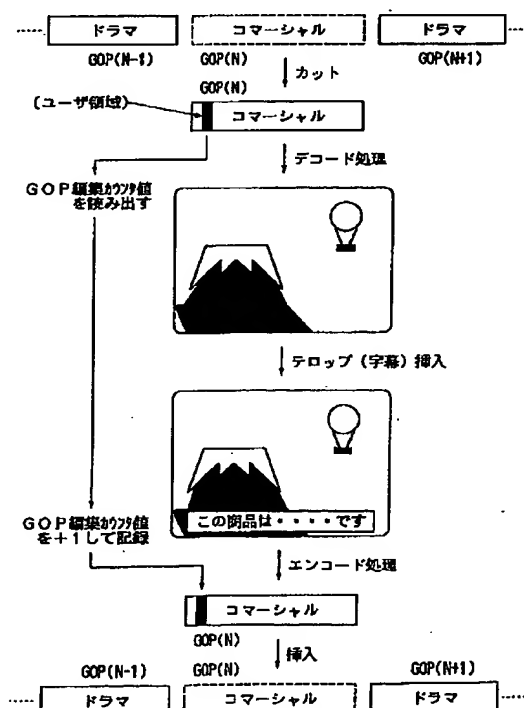 ドラマ コマーシャル ドラマ
GOP(N-1) GOP(N) GOP(N+1)
GOP(N) カット
(ユーザ領域) コマーシャル
デコード処理
GOP編集カウンタ値
を読み出す
テロップ (字幕) 挿入
この商品は・・・・です
GOP編集カウンタ値
を+1して記録
エンコード処理
コマーシャル
GOP(N)
挿入
GOP(N-1) GOP(N) GOP(N+1)
ドラマ コマーシャル ドラマ